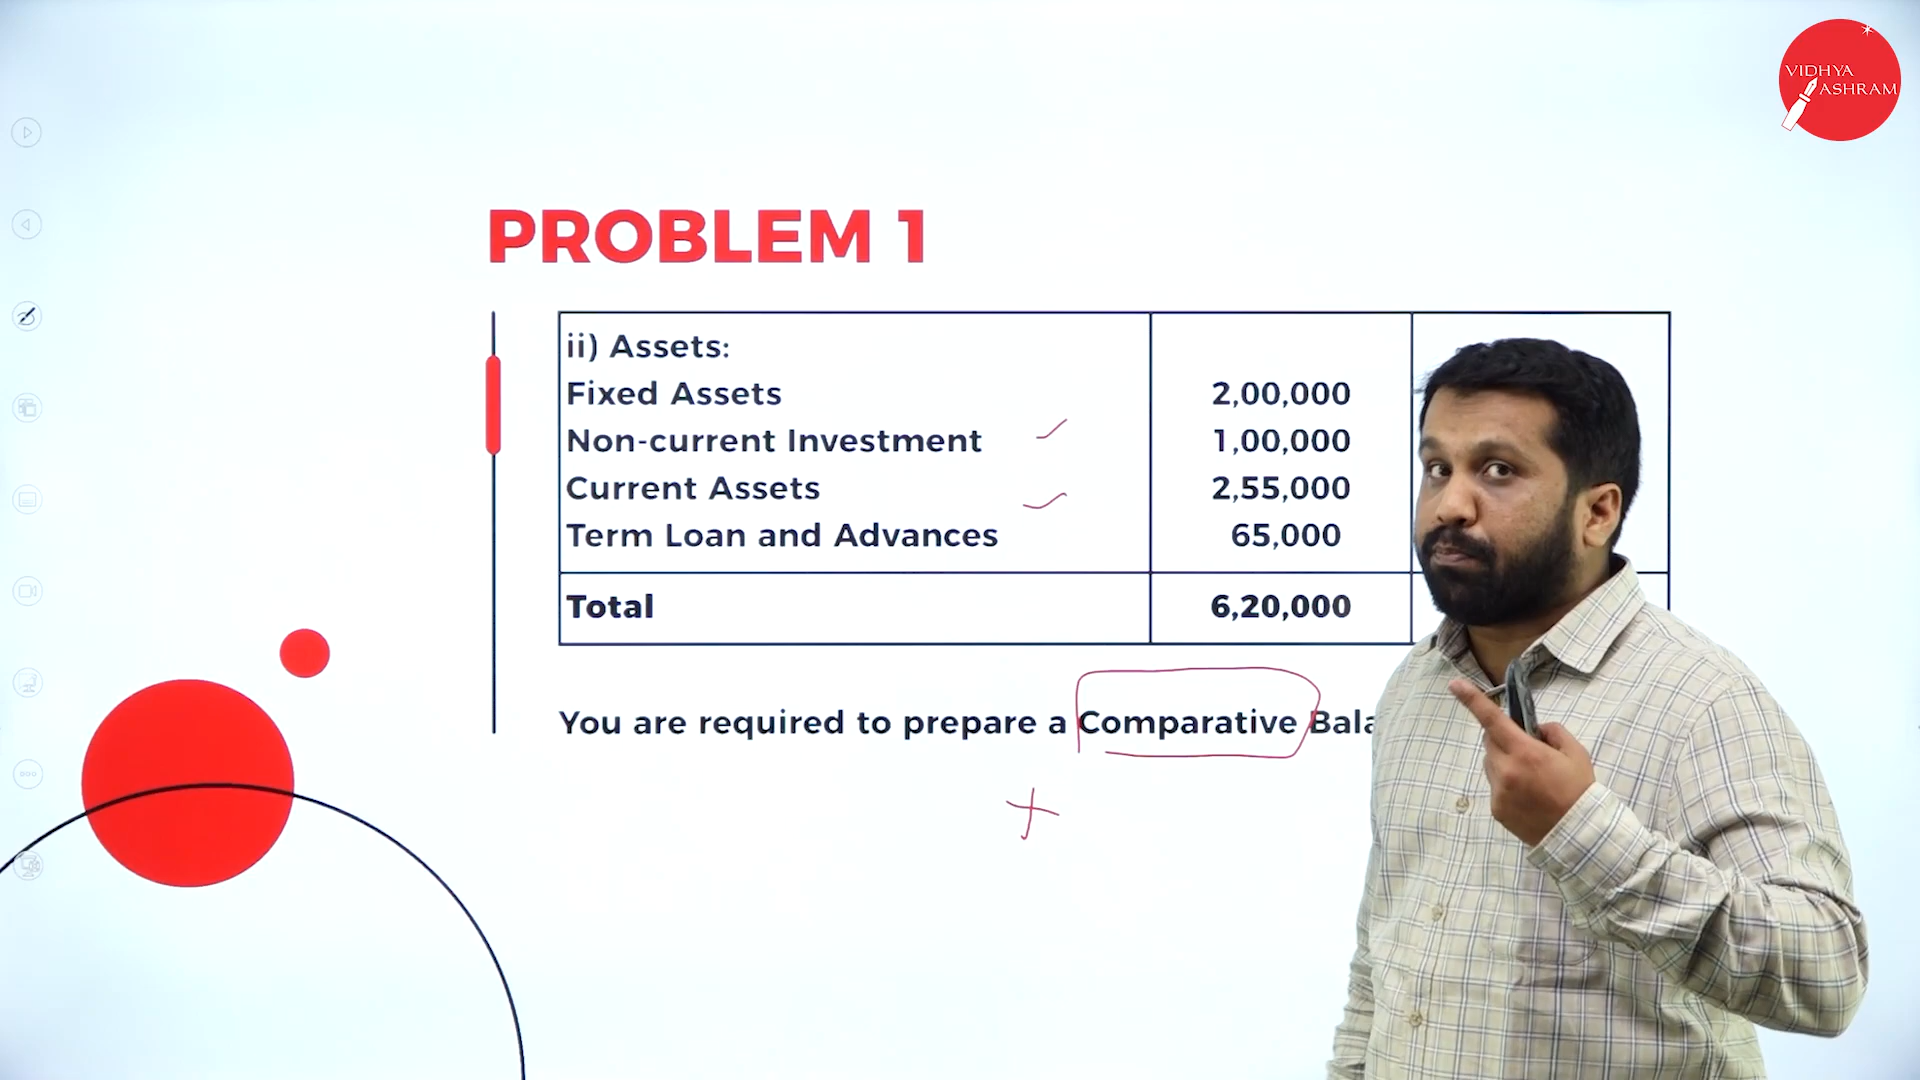 VIDHYA
ASHRAM
PROBLEM 1
ii) Assets:
Fixed Assets 2,00,000
Non-current Investment 1,00,000
Current Assets 2,55,000
Term Loan and Advances 65,000
Total 6,20,000
You are required to prepare a Comparative